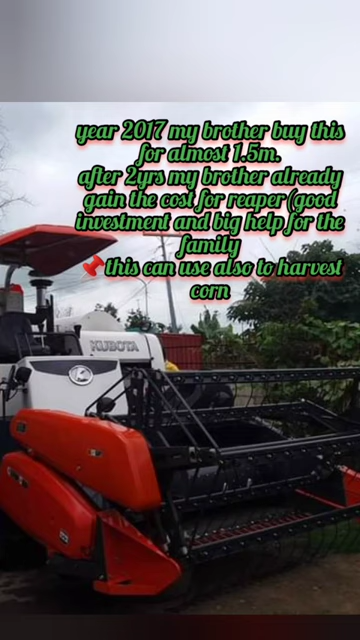 year 2017 my brother buy this
for almost 1.5m.
after 2yrs my brother already
gain the cost for reaper(good
investment and big help for the
family
📌this can use also to harvest
corn
KUBOTA